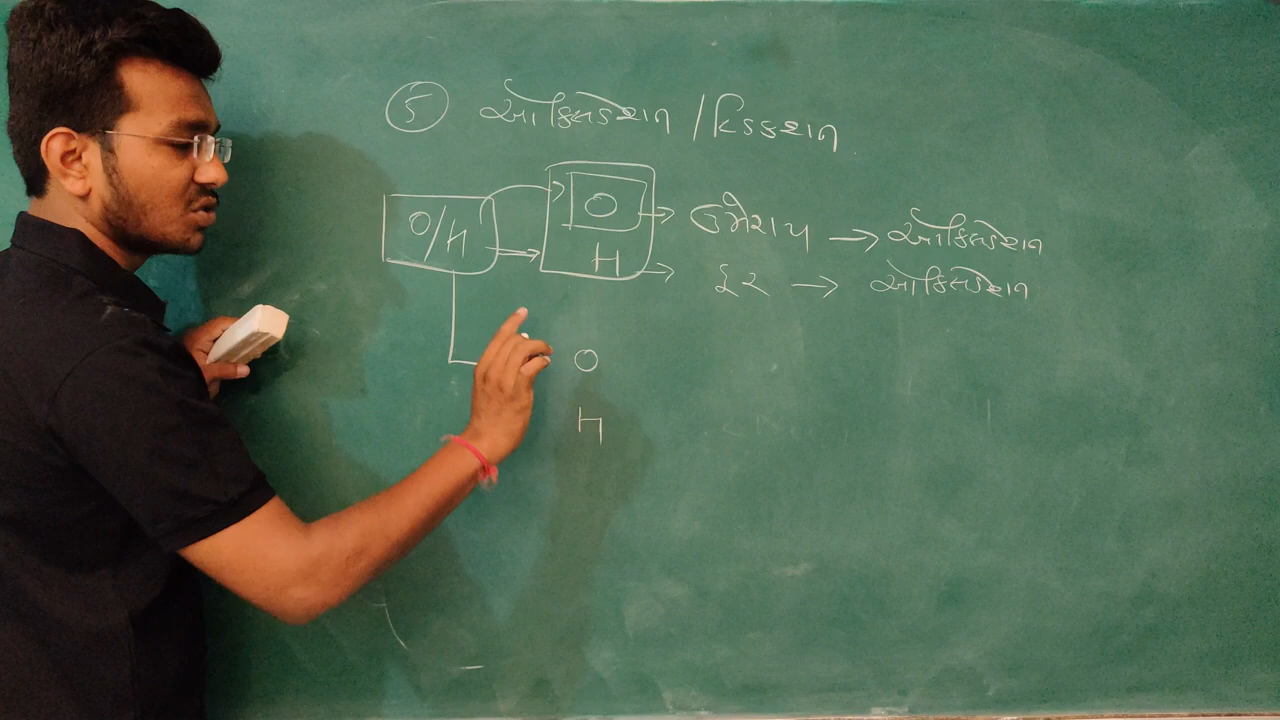 5 ઓક્સિડેશન / રિડક્શન
O/H
O ઉમેરાય → ઓક્સિડેશન
H દૂર → ઓક્સિડેશન
O
H